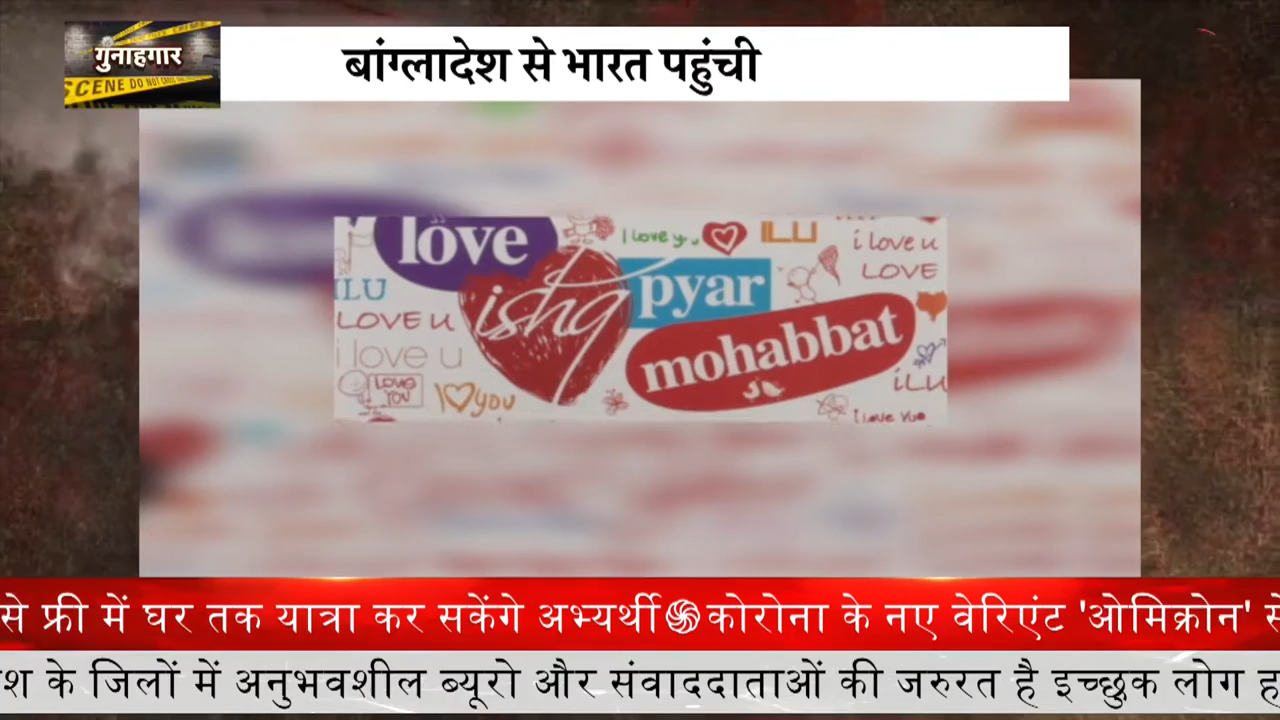 गुनाहगार
SCENE DO NOT CROSS
बांग्लादेश से भारत पहुंची
love
I love yu
ILU
i love u
LOVE
ishq
pyar
ILU
LOVE u
i love u
mohabbat
LOVE
YOU
I you
iLU
i Love You
से फ्री में घर तक यात्रा कर सकेंगे अभ्यर्थी कोरोना के नए वेरिएंट 'ओमिक्रोन' से
श के जिलों में अनुभवशील ब्यूरो और संवाददाताओं की जरुरत है इच्छुक लोग ह